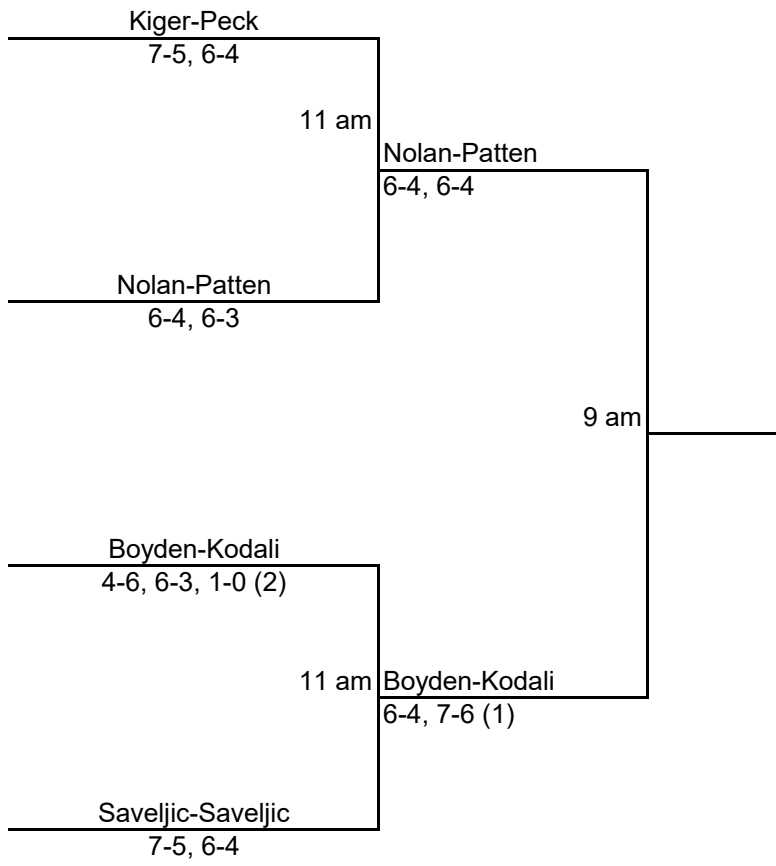 Kiger-Peck
7-5, 6-4
11 am
Nolan-Patten
6-4, 6-4
Nolan-Patten
6-4, 6-3
9 am
Boyden-Kodali
4-6, 6-3, 1-0 (2)
11 am
Boyden-Kodali
6-4, 7-6 (1)
Saveljic-Saveljic
7-5, 6-4